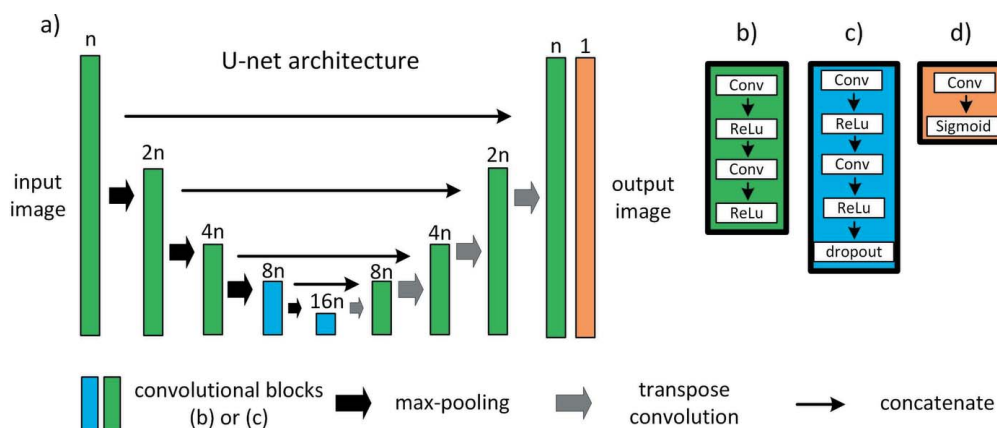 a)
n
U-net architecture
n
1
2n
2n
input
image
output
image
4n
4n
8n
8n
16n
b)
Conv
ReLu
Conv
ReLu
c)
Conv
ReLu
Conv
ReLu
dropout
d)
Conv
Sigmoid
convolutional blocks
(b) or (c)
max-pooling
transpose
convolution
concatenate